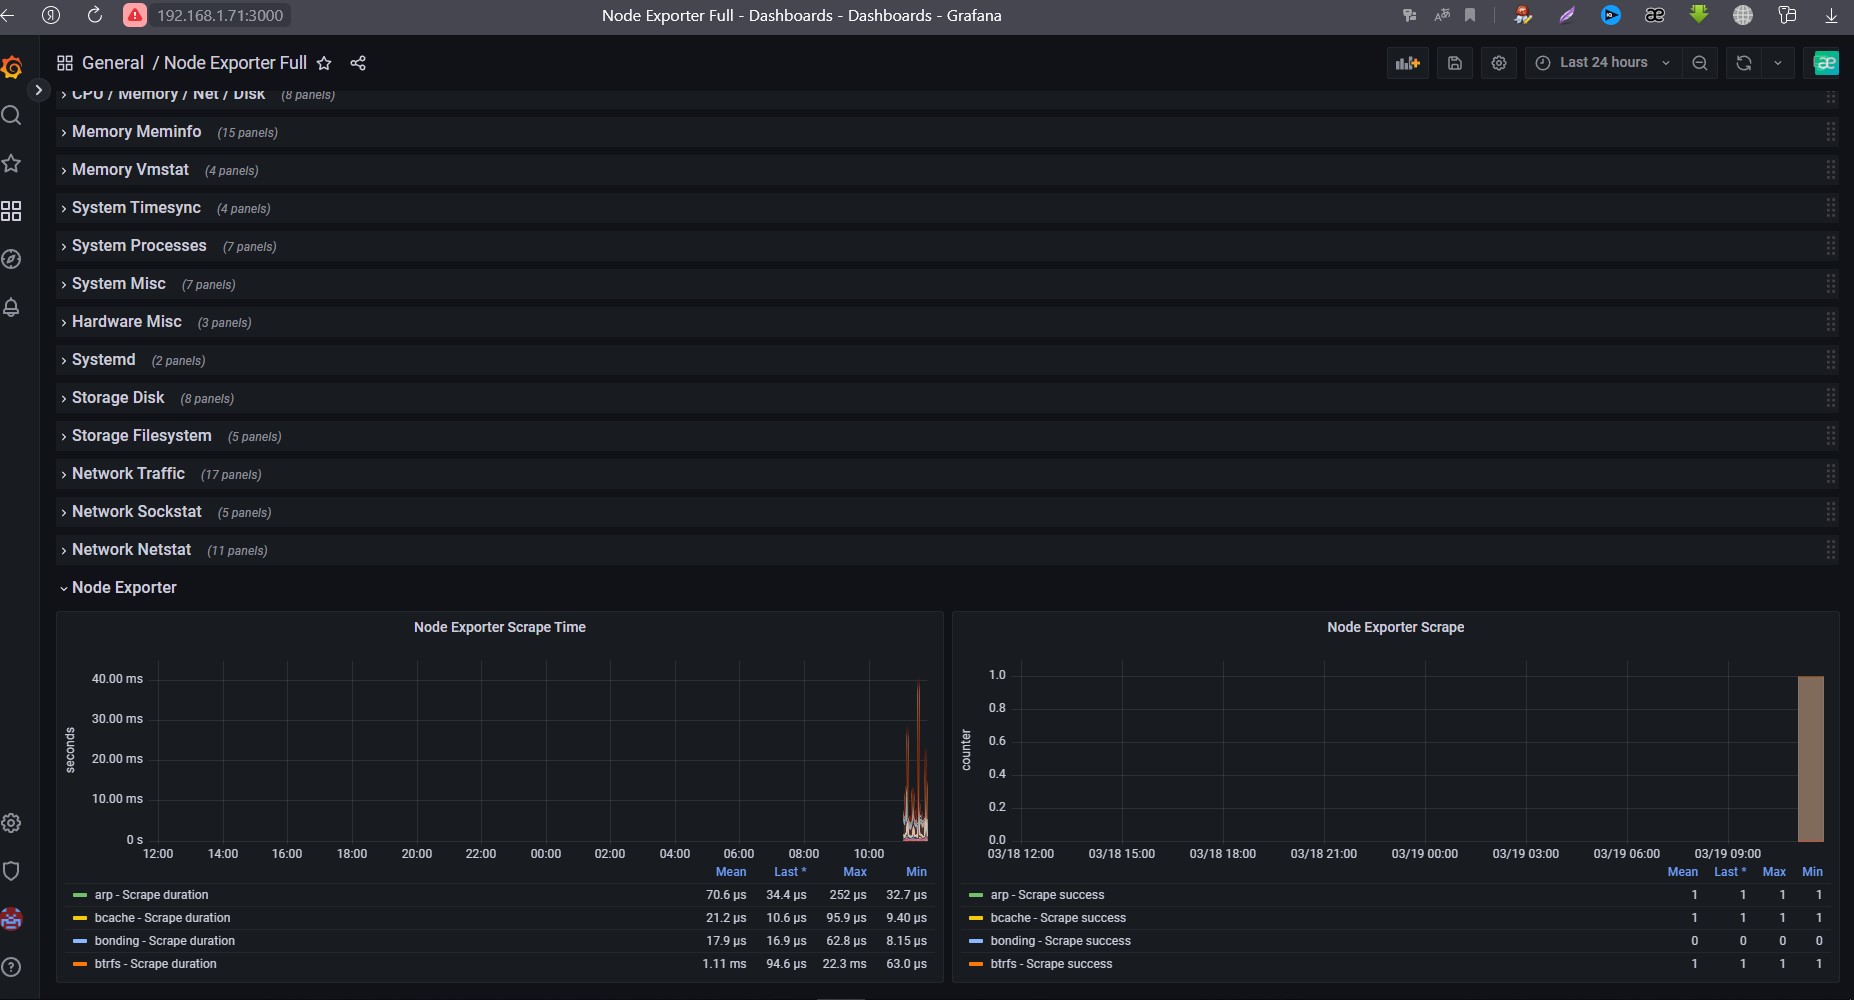 Я 192.168.1.71:3000 Node Exporter Full - Dashboards - Dashboards - Grafana æ
General / Node Exporter Full Last 24 hours æ
CPU / Memory / Net / Disk (8 panels)
Memory Meminfo (15 panels)
Memory Vmstat (4 panels)
System Timesync (4 panels)
System Processes (7 panels)
System Misc (7 panels)
Hardware Misc (3 panels)
Systemd (2 panels)
Storage Disk (8 panels)
Storage Filesystem (5 panels)
Network Traffic (17 panels)
Network Sockstat (5 panels)
Network Netstat (11 panels)
Node Exporter
Node Exporter Scrape Time
seconds
40.00 ms
30.00 ms
20.00 ms
10.00 ms
0 s
12:00 14:00 16:00 18:00 20:00 22:00 00:00 02:00 04:00 06:00 08:00 10:00
Mean Last * Max Min
arp - Scrape duration 70.6 µs 34.4 µs 252 µs 32.7 µs
bcache - Scrape duration 21.2 µs 10.6 µs 95.9 µs 9.40 µs
bonding - Scrape duration 17.9 µs 16.9 µs 62.8 µs 8.15 µs
btrfs - Scrape duration 1.11 ms 94.6 µs 22.3 ms 63.0 µs
Node Exporter Scrape
counter
1.0
0.8
0.6
0.4
0.2
0.0
03/18 12:00 03/18 15:00 03/18 18:00 03/18 21:00 03/19 00:00 03/19 03:00 03/19 06:00 03/19 09:00
Mean Last * Max Min
arp - Scrape success 1 1 1 1
bcache - Scrape success 1 1 1 1
bonding - Scrape success 0 0 0 0
btrfs - Scrape success 1 1 1 1